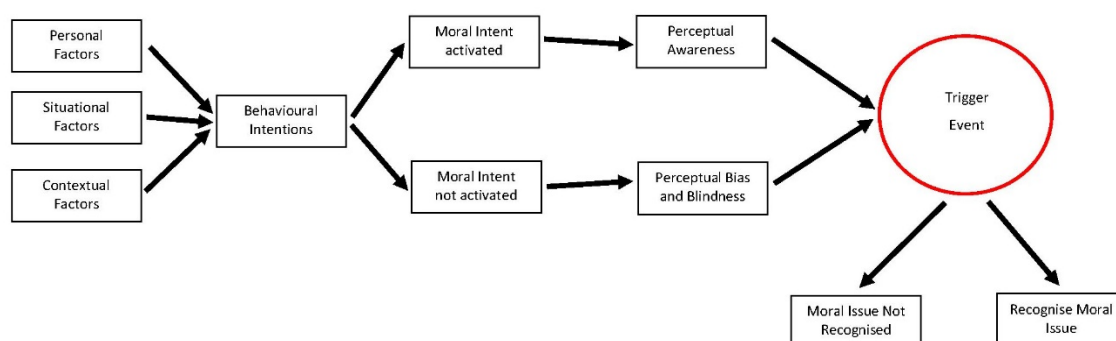 Personal
Factors
Situational
Factors
Contextual
Factors
Behavioural
Intentions
Moral Intent
activated
Moral Intent
not activated
Perceptual
Awareness
Perceptual Bias
and Blindness
Trigger
Event
Moral Issue Not
Recognised
Recognise Moral
Issue